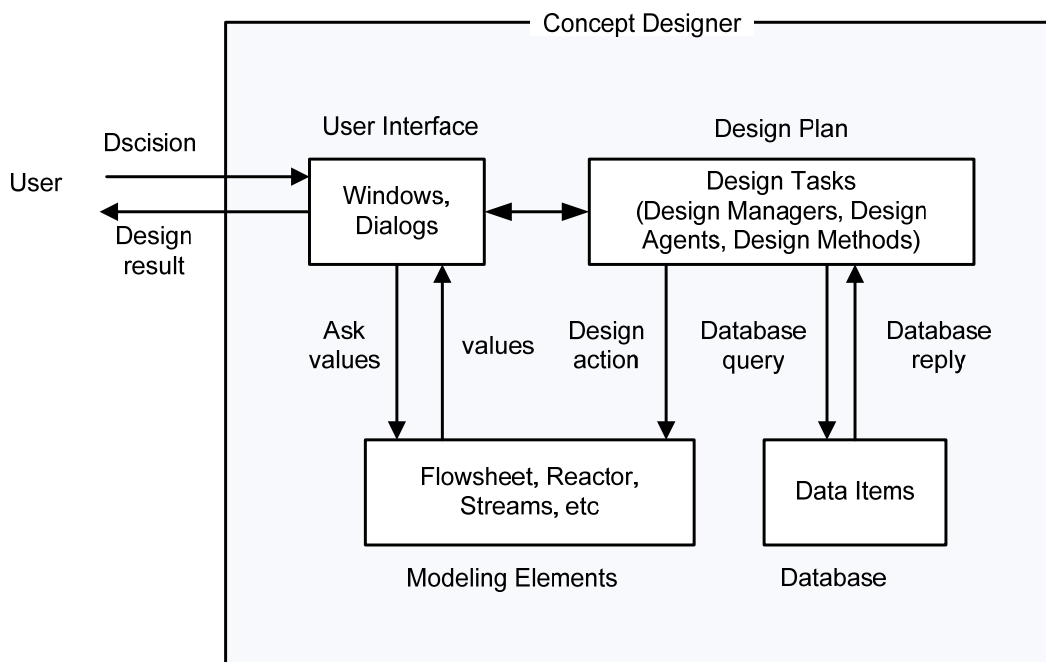 Concept Designer
User Interface
Design Plan
Dscision
User
Windows,
Dialogs
Design Tasks
(Design Managers, Design
Agents, Design Methods)
Design
result
Ask
values
values
Design
action
Database
query
Database
reply
Flowsheet, Reactor,
Streams, etc
Data Items
Modeling Elements
Database